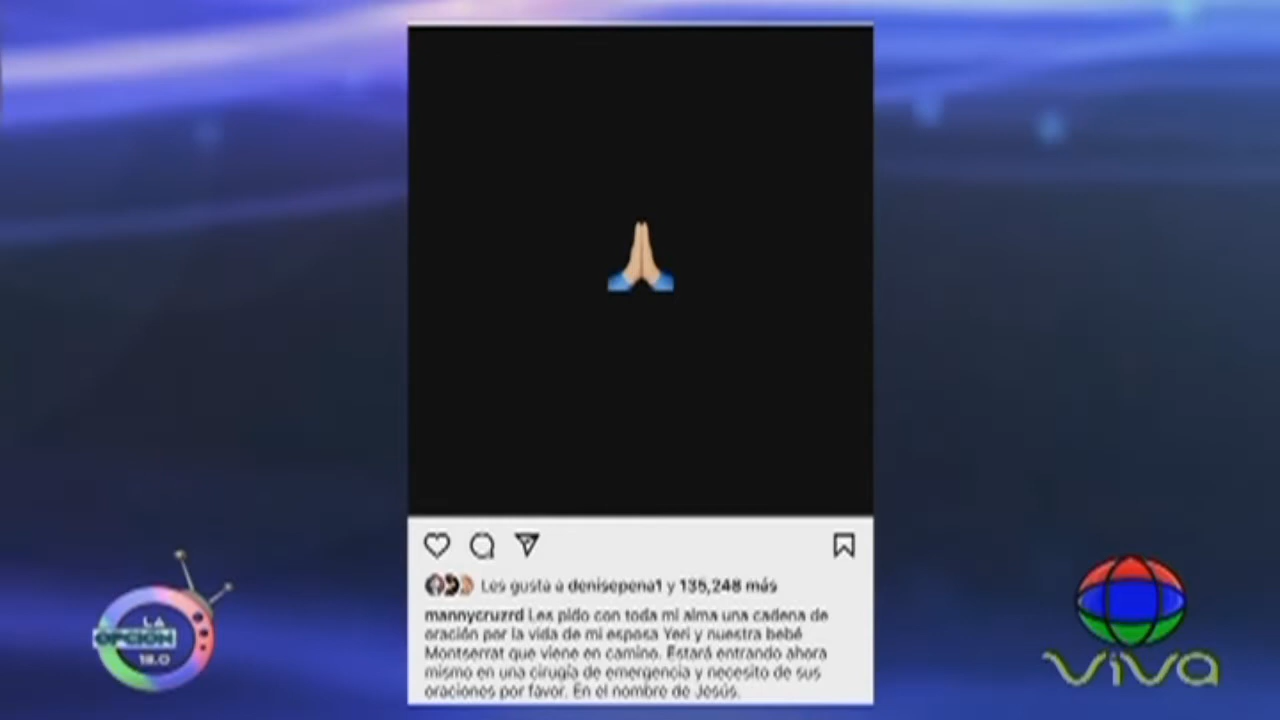 Les gusta a denisepena1 y 135,248 más
mannycruzrd Les pido con toda mi alma una cadena de
oración por la vida de mi esposa Yeri y nuestra bebé
Montserrat que viene en camino. Estará entrando ahora
mismo en una cirugía de emergencia y necesito de sus
oraciones por favor. En el nombre de Jesús.
LA
OPCIÓN
18.0
VIVA